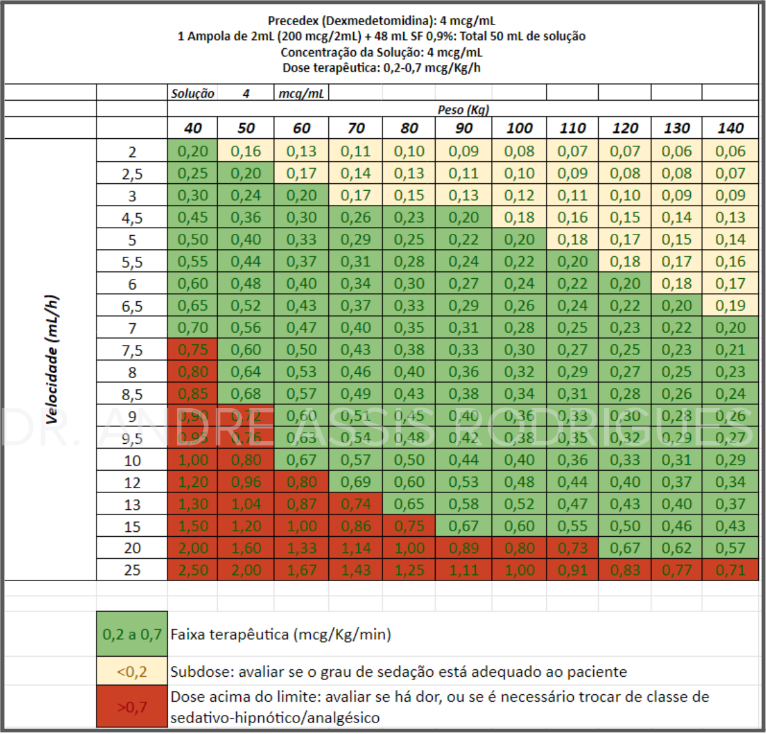 Precedex (Dexmedetomidina): 4 mcg/mL
1 Ampola de 2mL (200 mcg/2mL) + 48 mL SF 0,9%: Total 50 mL de solução
Concentração da Solução: 4 mcg/mL
Dose terapêutica: 0,2-0,7 mcg/Kg/h
Solução 4 mcg/mL
Peso (Kg)
40 50 60 70 80 90 100 110 120 130 140
Velocidade (mL/h)
2 0,20 0,16 0,13 0,11 0,10 0,09 0,08 0,07 0,07 0,06 0,06
2,5 0,25 0,20 0,17 0,14 0,13 0,11 0,10 0,09 0,08 0,08 0,07
3 0,30 0,24 0,20 0,17 0,15 0,13 0,12 0,11 0,10 0,09 0,09
4,5 0,45 0,36 0,30 0,26 0,23 0,20 0,18 0,16 0,15 0,14 0,13
5 0,50 0,40 0,33 0,29 0,25 0,22 0,20 0,18 0,17 0,15 0,14
5,5 0,55 0,44 0,37 0,31 0,28 0,24 0,22 0,20 0,18 0,17 0,16
6 0,60 0,48 0,40 0,34 0,30 0,27 0,24 0,22 0,20 0,18 0,17
6,5 0,65 0,52 0,43 0,37 0,33 0,29 0,26 0,24 0,22 0,20 0,19
7 0,70 0,56 0,47 0,40 0,35 0,31 0,28 0,25 0,23 0,22 0,20
7,5 0,75 0,60 0,50 0,43 0,38 0,33 0,30 0,27 0,25 0,23 0,21
8 0,80 0,64 0,53 0,46 0,40 0,36 0,32 0,29 0,27 0,25 0,23
8,5 0,85 0,68 0,57 0,49 0,43 0,38 0,34 0,31 0,28 0,26 0,24
9 0,90 0,72 0,60 0,51 0,45 0,40 0,36 0,33 0,30 0,28 0,26
DR. ANDRE ASSIS RODRIGUES
9,5 0,95 0,76 0,63 0,54 0,48 0,42 0,38 0,35 0,32 0,29 0,27
10 1,00 0,80 0,67 0,57 0,50 0,44 0,40 0,36 0,33 0,31 0,29
12 1,20 0,96 0,80 0,69 0,60 0,53 0,48 0,44 0,40 0,37 0,34
13 1,30 1,04 0,87 0,74 0,65 0,58 0,52 0,47 0,43 0,40 0,37
15 1,50 1,20 1,00 0,86 0,75 0,67 0,60 0,55 0,50 0,46 0,43
20 2,00 1,60 1,33 1,14 1,00 0,89 0,80 0,73 0,67 0,62 0,57
25 2,50 2,00 1,67 1,43 1,25 1,11 1,00 0,91 0,83 0,77 0,71
0,2 a 0,7 Faixa terapêutica (mcg/Kg/min)
<0,2 Subdose: avaliar se o grau de sedação está adequado ao paciente
>0,7 Dose acima do limite: avaliar se há dor, ou se é necessário trocar de classe de
sedativo-hipnótico/analgésico